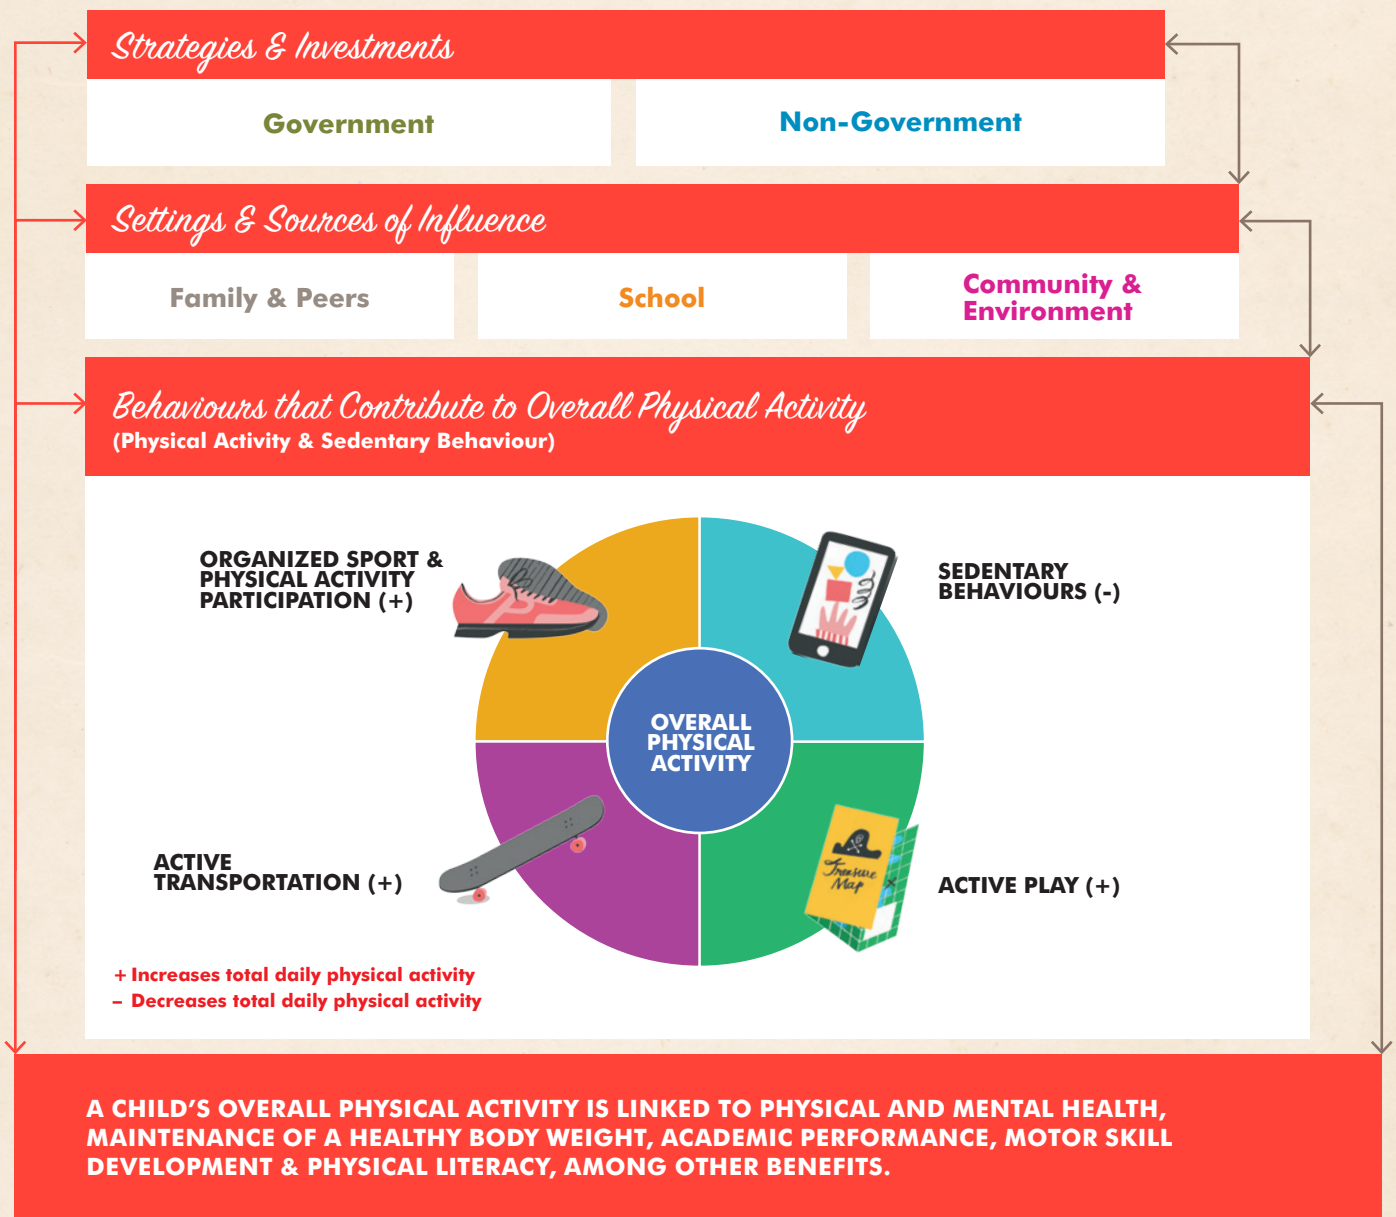 Strategies & Investments
Government
Non-Government
Settings & Sources of Influence
Family & Peers
School
Community &
Environment
Behaviours that Contribute to Overall Physical Activity
(Physical Activity & Sedentary Behaviour)
ORGANIZED SPORT &
PHYSICAL ACTIVITY
PARTICIPATION (+)
SEDENTARY
BEHAVIOURS (-)
OVERALL
PHYSICAL
ACTIVITY
ACTIVE
TRANSPORTATION (+)
Treasure
Map
ACTIVE PLAY (+)
+ Increases total daily physical activity
– Decreases total daily physical activity
A CHILD’S OVERALL PHYSICAL ACTIVITY IS LINKED TO PHYSICAL AND MENTAL HEALTH,
MAINTENANCE OF A HEALTHY BODY WEIGHT, ACADEMIC PERFORMANCE, MOTOR SKILL
DEVELOPMENT & PHYSICAL LITERACY, AMONG OTHER BENEFITS.